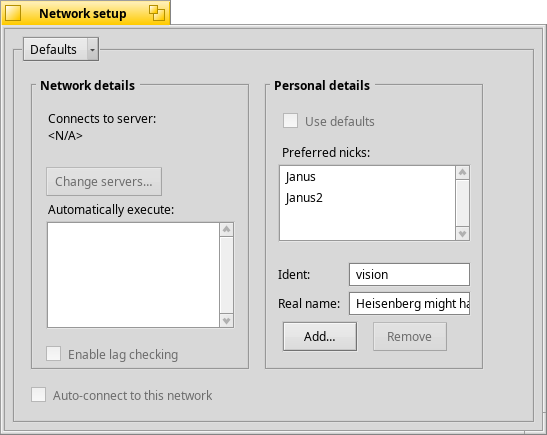 Network setup
Defaults
Network details
Connects to server:
<N/A>
Change servers...
Automatically execute:
Enable lag checking
Personal details
Use defaults
Preferred nicks:
Janus
Janus2
Ident: vision
Real name: Heisenberg might
Add... Remove
Auto-connect to this network